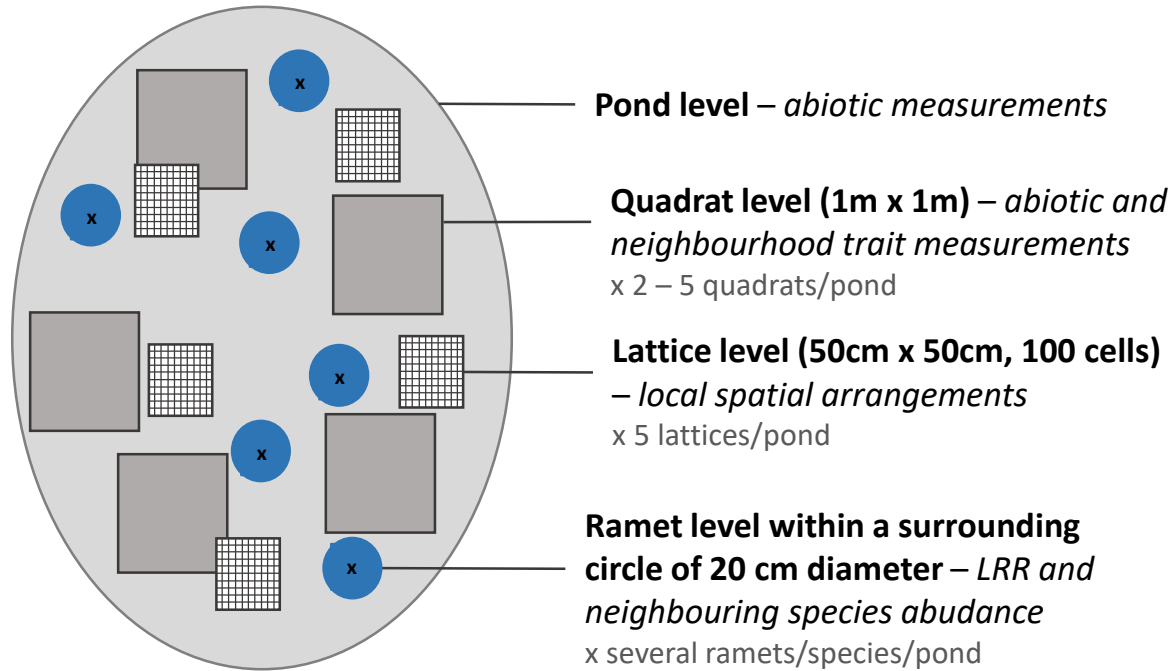 x
x
x
x
x
x
Pond level – abiotic measurements
Quadrat level (1m x 1m) – abiotic and
neighbourhood trait measurements
x 2 – 5 quadrats/pond
Lattice level (50cm x 50cm, 100 cells)
– local spatial arrangements
x 5 lattices/pond
Ramet level within a surrounding
circle of 20 cm diameter – LRR and
neighbouring species abudance
x several ramets/species/pond